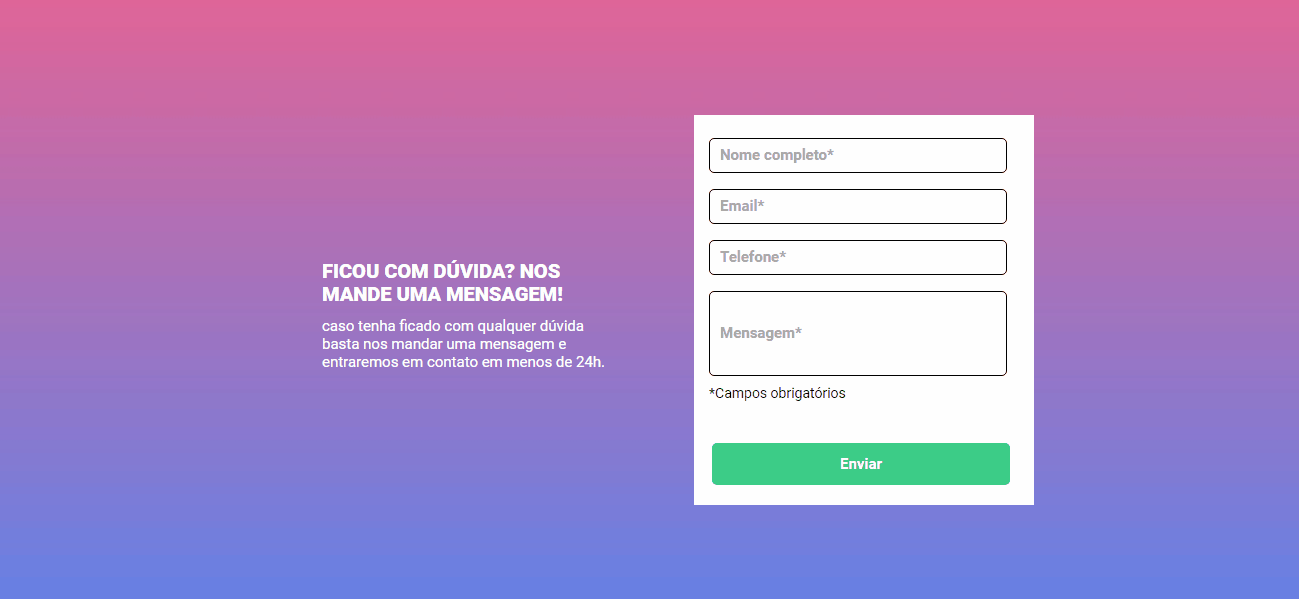 FICOU COM DÚVIDA? NOS
MANDE UMA MENSAGEM!
caso tenha ficado com qualquer dúvida
basta nos mandar uma mensagem e
entraremos em contato em menos de 24h.
Nome completo*
Email*
Telefone*
Mensagem*
*Campos obrigatórios
Enviar